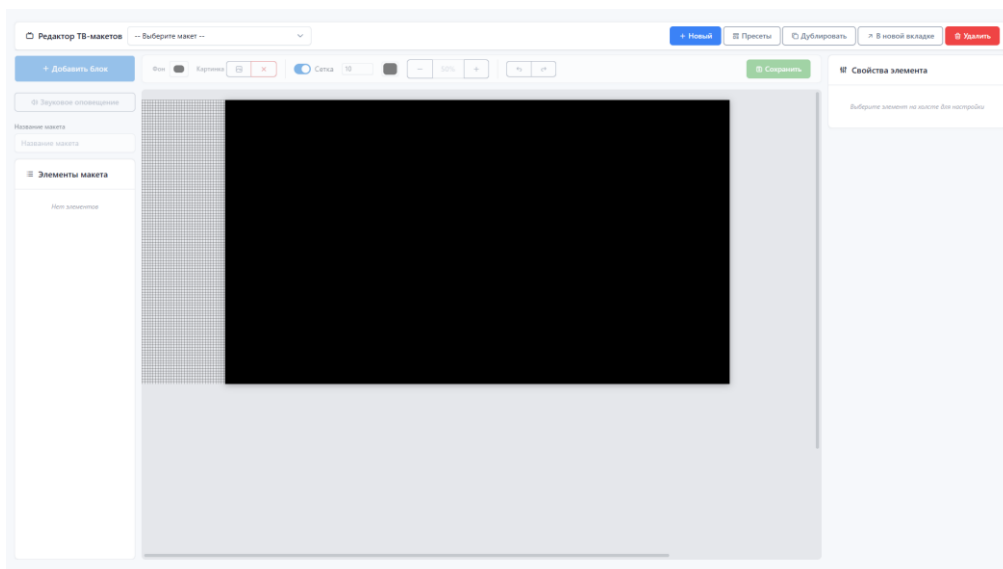 Редактор ТВ-макетов
-- Выберите макет --
+ Новый
Пресеты
Дублировать
В новой вкладке
Удалить
+ Добавить блок
Фон
Картинка
Сетка
10
50%
Сохранить
Свойства элемента
Звуковое оповещение
Выберите элемент на холсте для настройки
Название макета
Название макета
Элементы макета
Нет элементов